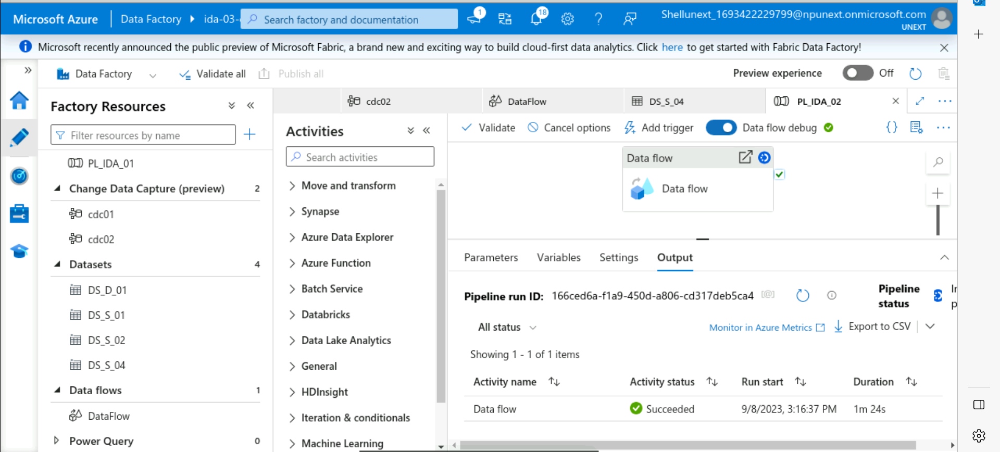 Microsoft Azure
Data Factory
ida-03-
Search factory and documentation
1
18
Shellunext_1693422229799@npunext.onmicrosoft.com
UNEXT
Microsoft recently announced the public preview of Microsoft Fabric, a brand new and exciting way to build cloud-first data analytics. Click here to get started with Fabric Data Factory!
Data Factory
Validate all
Publish all
Preview experience
Off
Factory Resources
Filter resources by name
PL_IDA_01
Change Data Capture (preview) 2
cdc01
cdc02
Datasets 4
DS_D_01
DS_S_01
DS_S_02
DS_S_04
Data flows 1
DataFlow
Power Query 0
cdc02
DataFlow
DS_S_04
PL_IDA_02
Activities
Search activities
Move and transform
Synapse
Azure Data Explorer
Azure Function
Batch Service
Databricks
Data Lake Analytics
General
HDInsight
Iteration & conditionals
Machine Learning
Validate
Cancel options
Add trigger
Data flow debug
{}
Data flow
Data flow
Parameters
Variables
Settings
Output
Pipeline run ID: 166ced6a-f1a9-450d-a806-cd317deb5ca4
[@]
Pipeline
status
All status
Monitor in Azure Metrics
Export to CSV
Showing 1 - 1 of 1 items
Activity name
Activity status
Run start
Duration
Data flow
Succeeded
9/8/2023, 3:16:37 PM
1m 24s